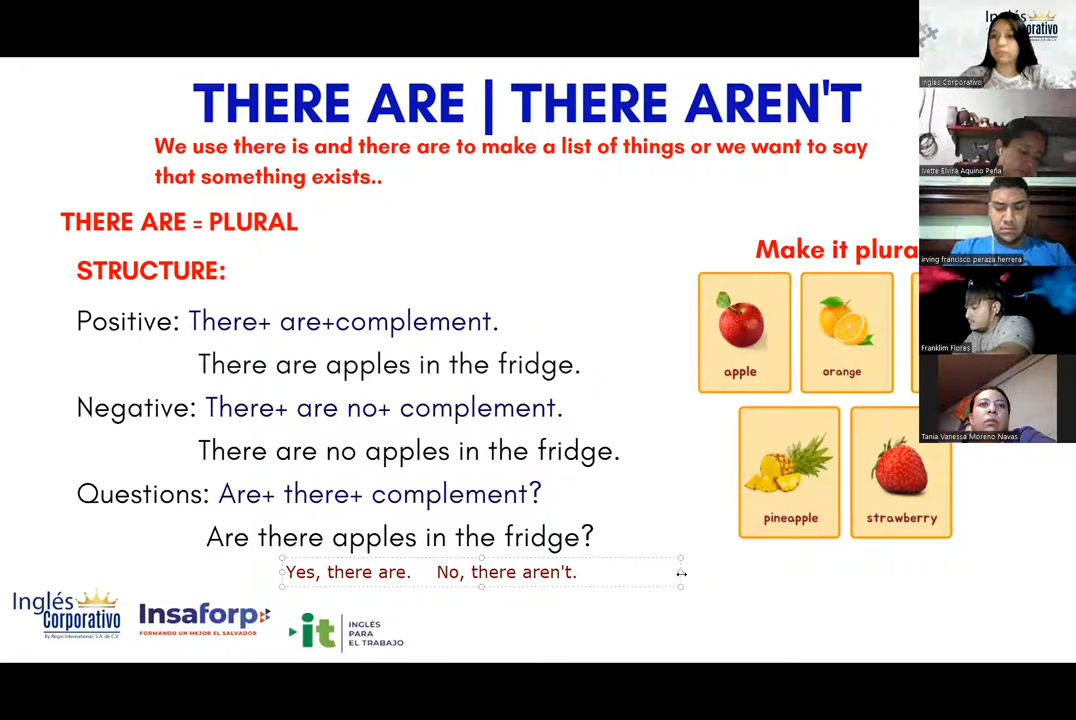 THERE ARE | THERE AREN'T
We use there is and there are to make a list of things or we want to say
that something exists..
THERE ARE = PLURAL
STRUCTURE:
Positive: There+ are+complement.
There are apples in the fridge.
Negative: There+ are no+ complement.
There are no apples in the fridge.
Questions: Are+ there+ complement?
Are there apples in the fridge?
Yes, there are. No, there aren't.
Make it plura
apple
orange
pineapple
strawberry
Inglés
Corporativo
By Regal International, S.A. de C.V.
Insaforp
FORMANDO UN MEJOR EL SALVADOR
it
INGLÉS
PARA
EL TRABAJO
Inglés Corporativo
Ivette Elvira Aquino Peña
irving francisco peraza herrera
Franklim Flores
Tania Vanessa Moreno Navas